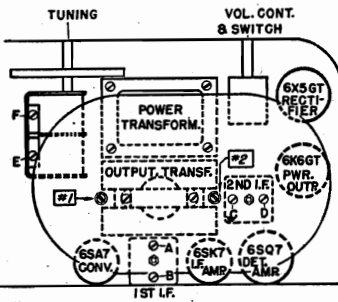 TUNING
VOL. CONT.
& SWITCH
6X5GT
RECTI-
FIER
F
POWER
TRANSFORM.
E
OUTPUT TRANSF.
#2
6K6GT
PWR.
OUTP.
2ND I.F.
#1
C
D
A
6SA7
CONV.
6SK7
I.F.
AMP.
6SQ7
DET.
AMP.
B
1ST I.F.